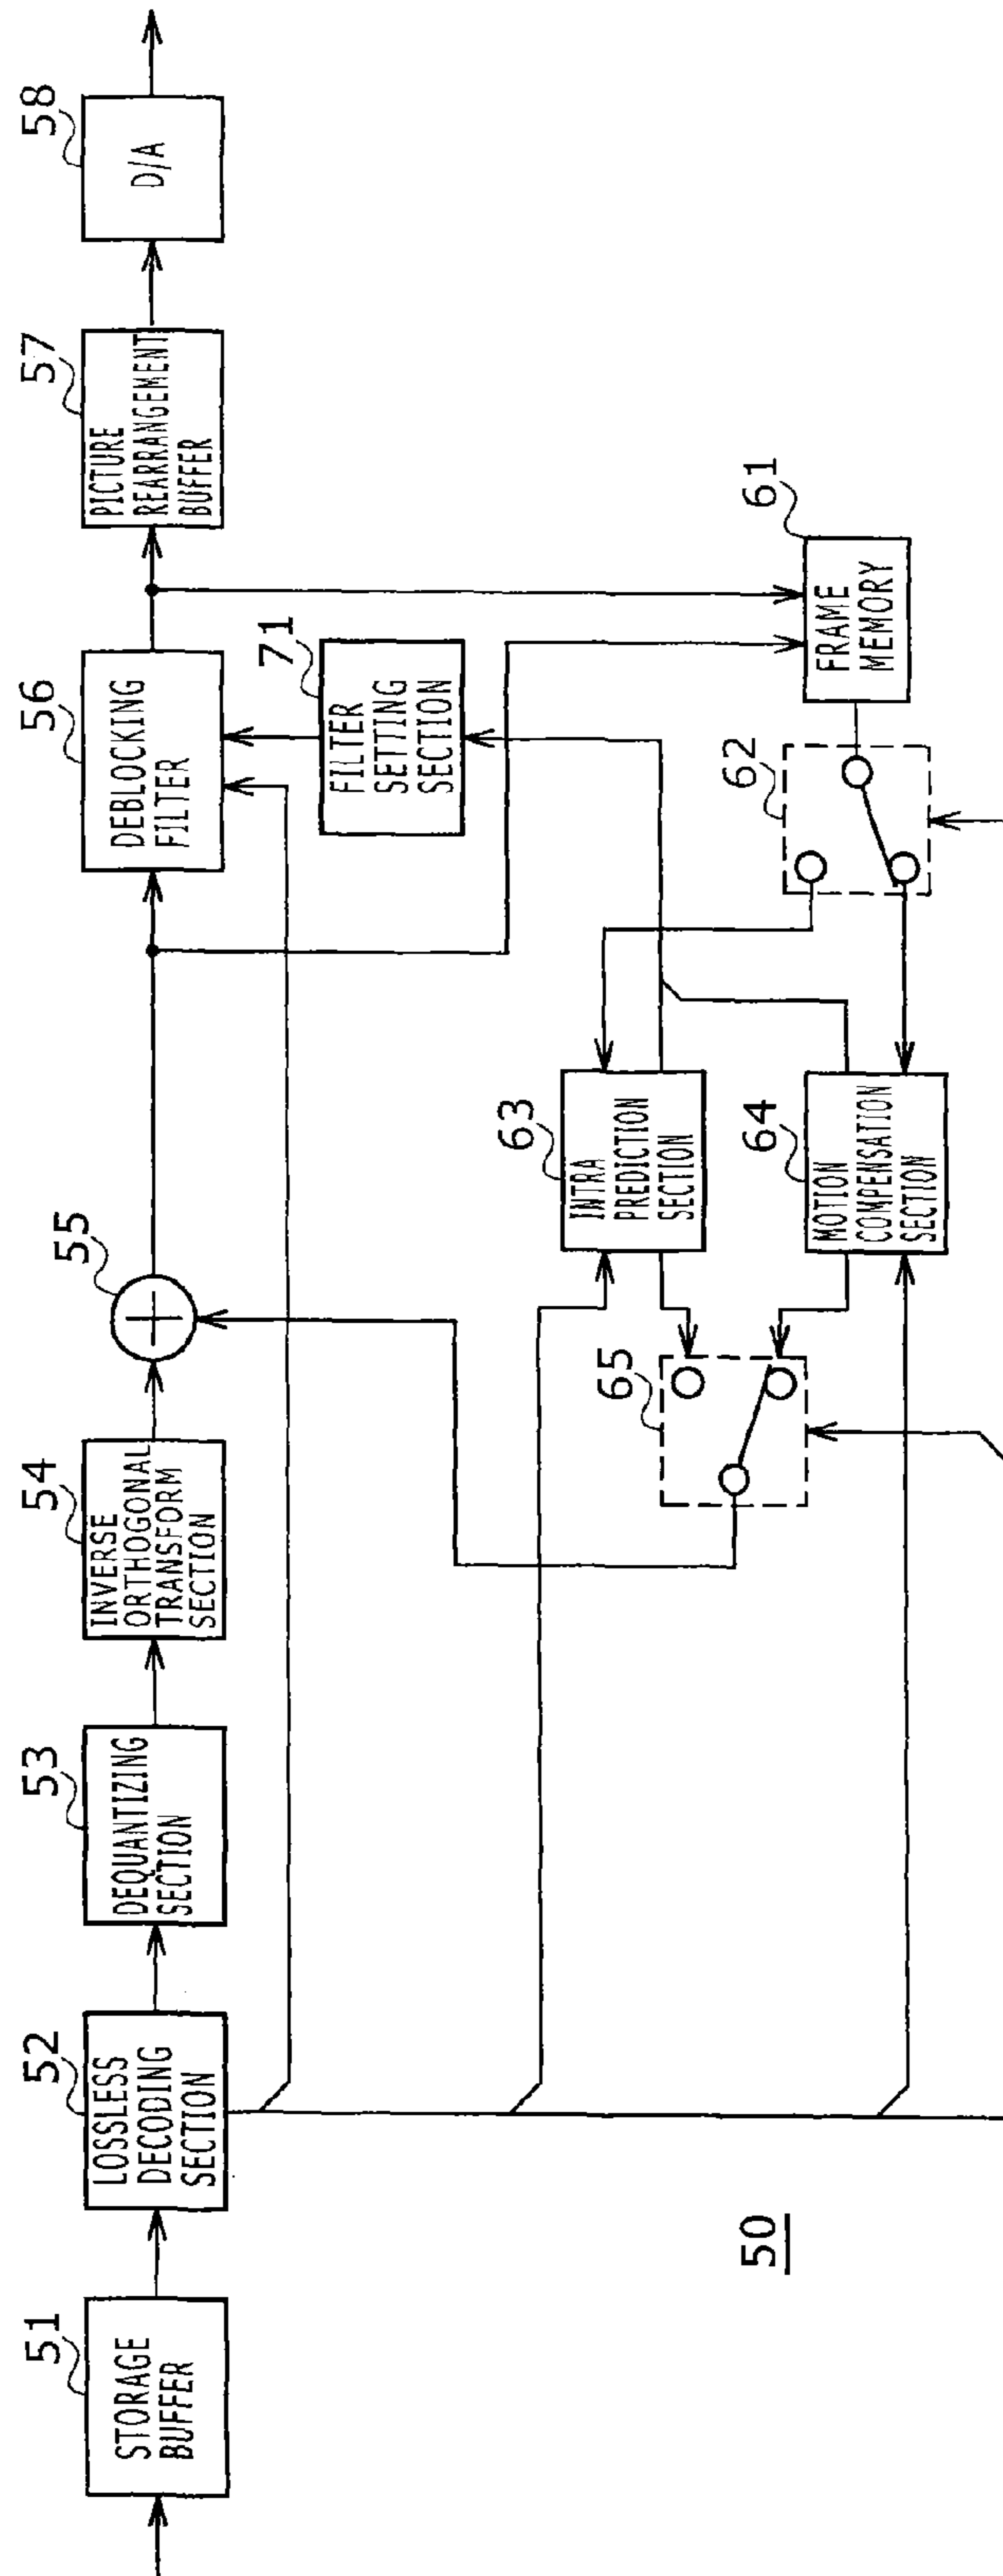 51
STORAGE
BUFFER
52
LOSSLESS
DECODING
SECTION
53
DEQUANTIZING
SECTION
54
INVERSE
ORTHOGONAL
TRANSFORM
SECTION
55
56
DEBLOCKING
FILTER
57
PICTURE
REARRANGEMENT
BUFFER
58
D/A
71
FILTER
SETTING
SECTION
61
FRAME
MEMORY
62
63
INTRA
PREDICTION
SECTION
64
MOTION
COMPENSATION
SECTION
65
50